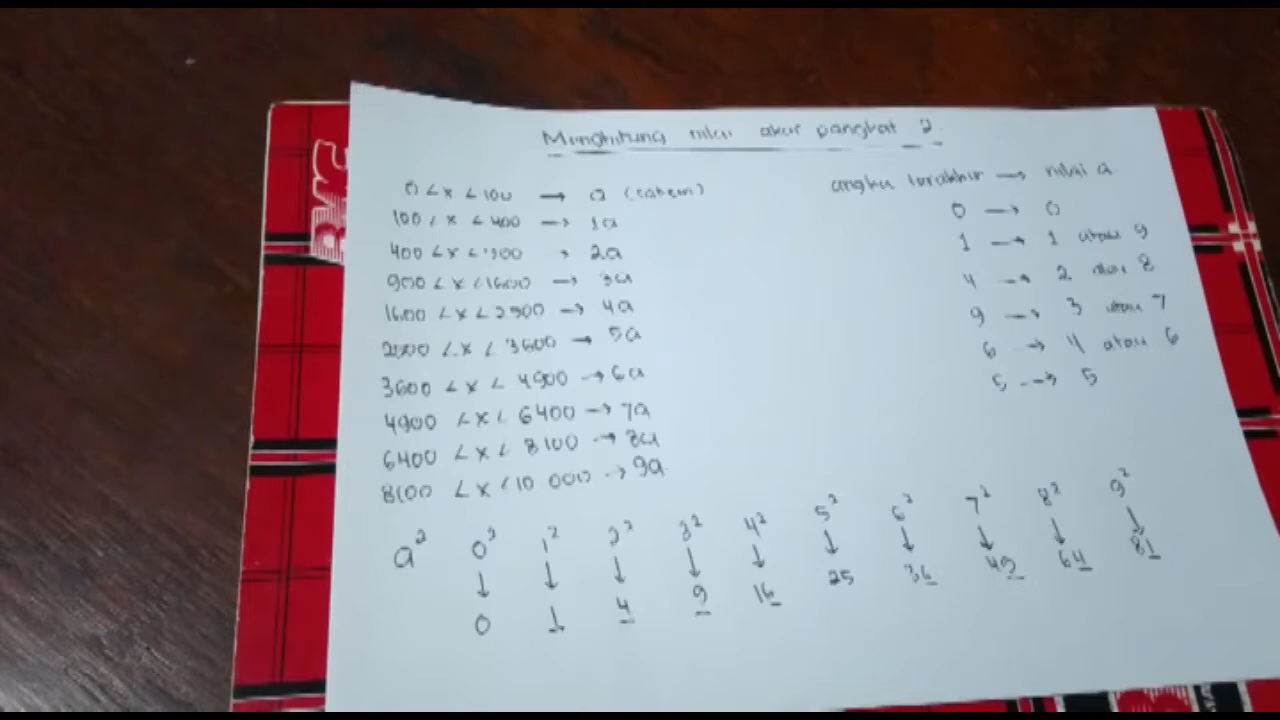 Menghitung nilai akar pangkat 2.
0 < x < 100 → a (satuan)
100 < x < 400 → 1a
400 < x < 900 → 2a
900 < x < 1600 → 3a
1600 < x < 2500 → 4a
2500 < x < 3600 → 5a
3600 < x < 4900 → 6a
4900 < x < 6400 → 7a
6400 < x < 8100 → 8a
8100 < x < 10 000 → 9a
angka terakhir → nilai a
0 → 0
1 → 1 atau 9
4 → 2 atau 8
9 → 3 atau 7
6 → 4 atau 6
5 → 5
a² 0² 1² 2² 3² 4² 5² 6² 7² 8² 9²
↓ ↓ ↓ ↓ ↓ ↓ ↓ ↓ ↓ ↓
0 1 4 9 16 25 36 49 64 81